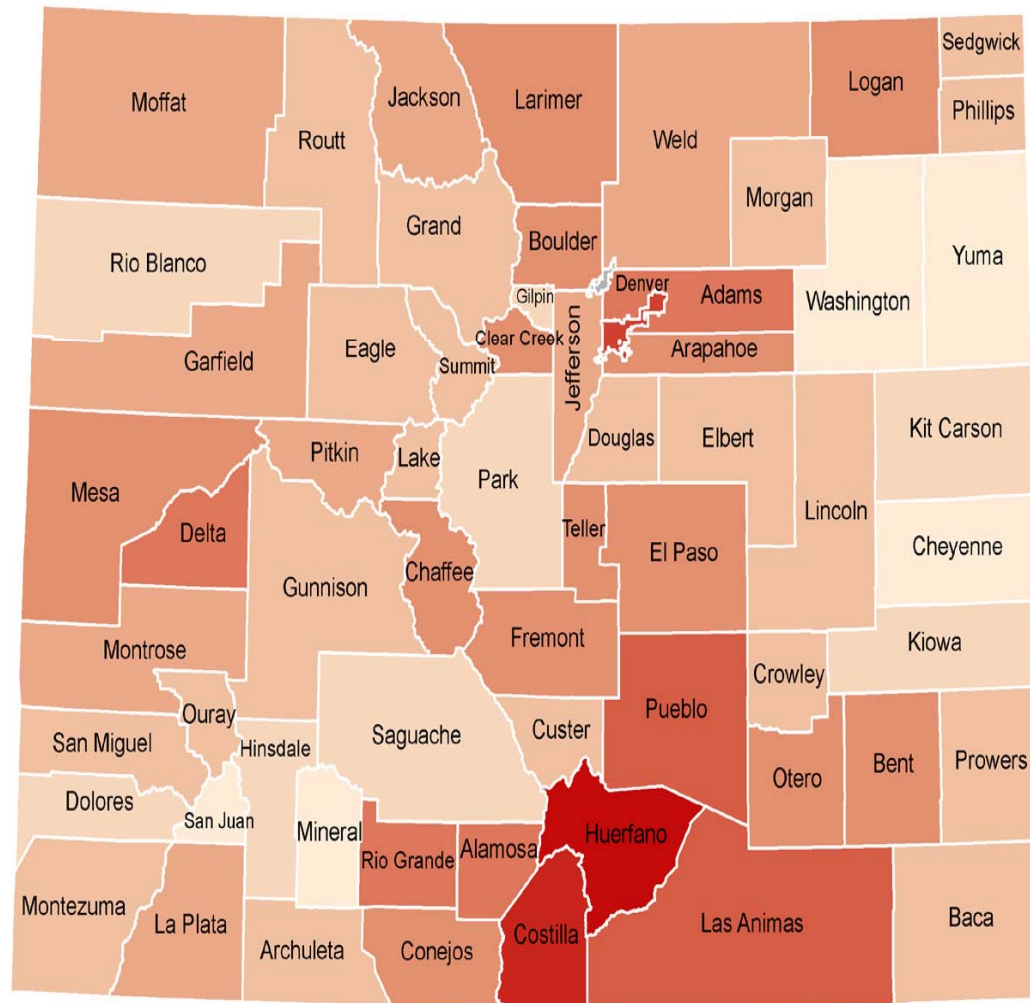 Sedgwick
Logan
Moffat
Jackson
Larimer
Phillips
Routt
Weld
Morgan
Grand
Boulder
Yuma
Rio Blanco
Gilpin
Denver
Adams
Washington
Clear Creek
Eagle
Arapahoe
Garfield
Summit
Jefferson
Kit Carson
Douglas
Elbert
Pitkin
Lake
Park
Mesa
Lincoln
Delta
Teller
El Paso
Cheyenne
Chaffee
Gunnison
Fremont
Kiowa
Montrose
Crowley
Ouray
Pueblo
Custer
Saguache
San Miguel
Hinsdale
Otero
Bent
Prowers
Dolores
San Juan
Mineral
Huerfano
Alamosa
Rio Grande
Montezuma
La Plata
Las Animas
Baca
Costilla
Archuleta
Conejos